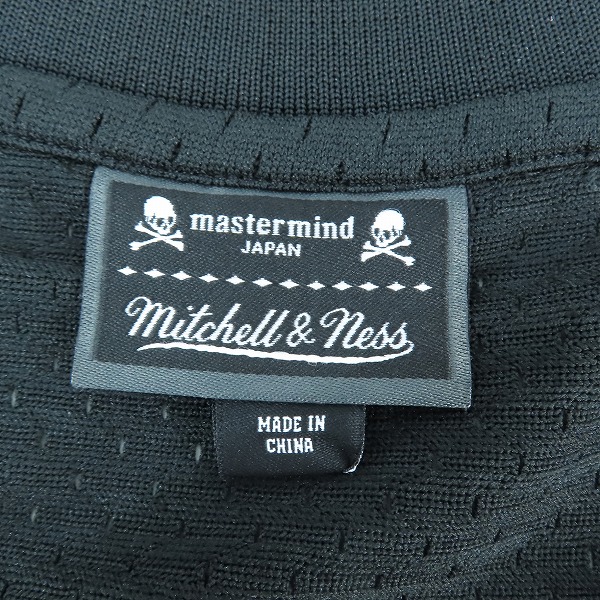 mastermind
JAPAN
Mitchell & Ness
MADE IN
CHINA